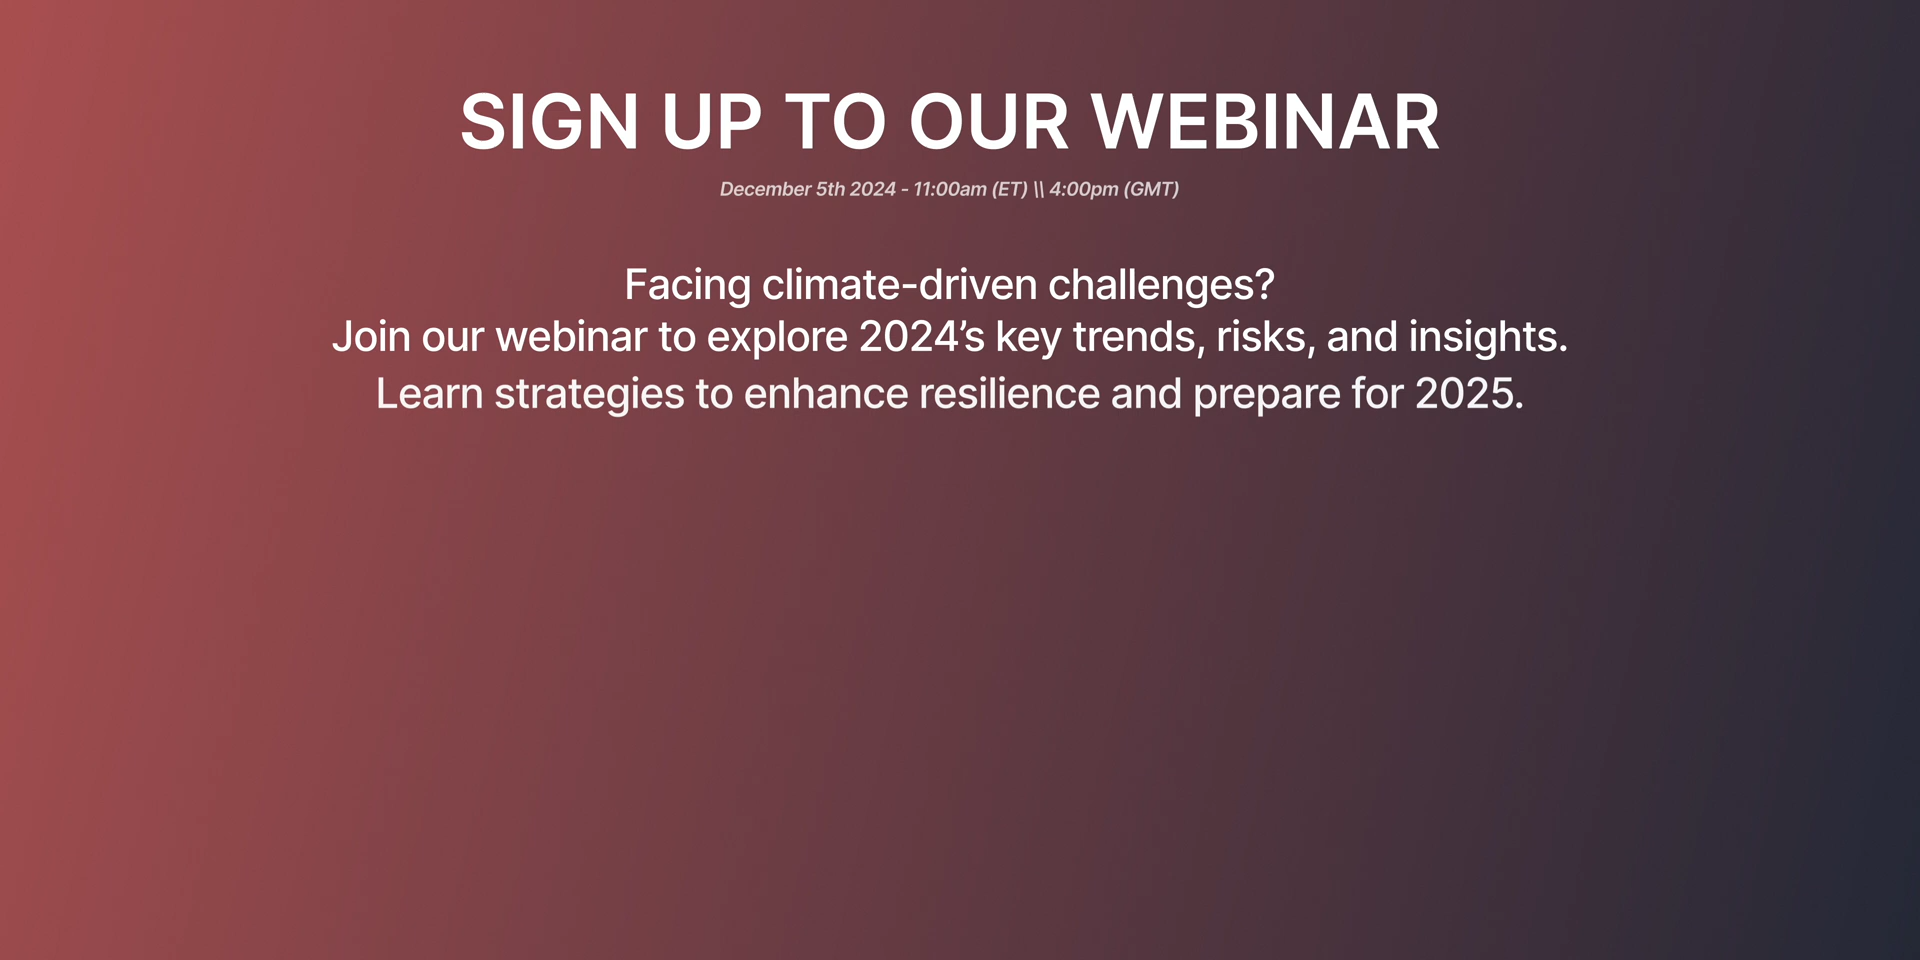 SIGN UP TO OUR WEBINAR
December 5th 2024 - 11:00am (ET) \\ 4:00pm (GMT)
Facing climate-driven challenges?
Join our webinar to explore 2024’s key trends, risks, and insights.
Learn strategies to enhance resilience and prepare for 2025.